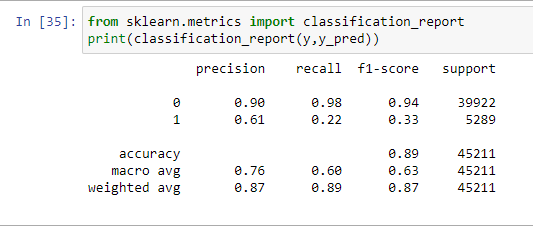 In [35]: from sklearn.metrics import classification_report
print(classification_report(y,y_pred))
precision recall f1-score support
0 0.90 0.98 0.94 39922
1 0.61 0.22 0.33 5289
accuracy 0.89 45211
macro avg 0.76 0.60 0.63 45211
weighted avg 0.87 0.89 0.87 45211